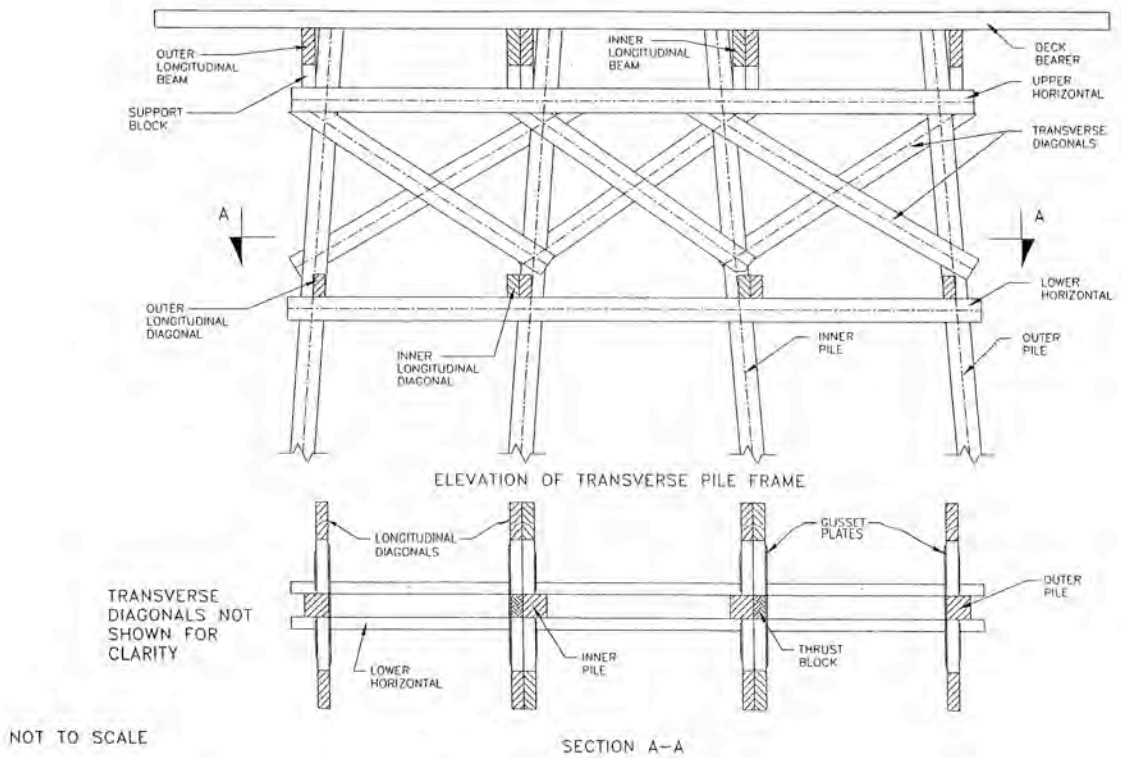 OUTER
LONGITUDINAL
BEAM
INNER
LONGITUDINAL
BEAM
DECK
BEARER
SUPPORT
BLOCK
UPPER
HORIZONTAL
TRANSVERSE
DIAGONALS
A
A
OUTER
LONGITUDINAL
DIAGONAL
INNER
LONGITUDINAL
DIAGONAL
INNER
PILE
OUTER
PILE
LOWER
HORIZONTAL
ELEVATION OF TRANSVERSE PILE FRAME
LONGITUDINAL
DIAGONALS
GUSSET
PLATES
TRANSVERSE
DIAGONALS NOT
SHOWN FOR
CLARITY
OUTER
PILE
LOWER
HORIZONTAL
INNER
PILE
THRUST
BLOCK
NOT TO SCALE
SECTION A-A